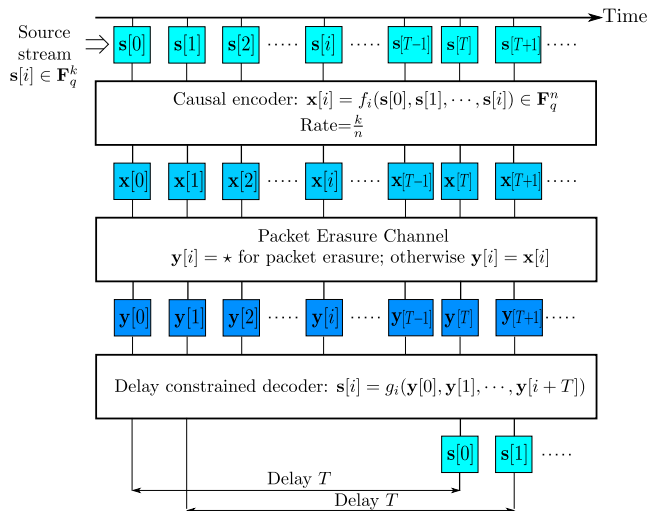 Time
Source stream s[i] ∈ F_q^k
s[0] s[1] s[2] ····· s[i] ····· s[T−1] s[T] s[T+1] ·····
Causal encoder: x[i] = f_i(s[0], s[1], ···, s[i]) ∈ F_q^n
Rate=k/n
x[0] x[1] x[2] ····· x[i] ····· x[T−1] x[T] x[T+1] ·····
Packet Erasure Channel
y[i] = ⋆ for packet erasure; otherwise y[i] = x[i]
y[0] y[1] y[2] ····· y[i] ····· y[T−1] y[T] y[T+1] ·····
Delay constrained decoder: s[i] = g_i(y[0], y[1], ···, y[i + T])
s[0] s[1] ·····
Delay T
Delay T